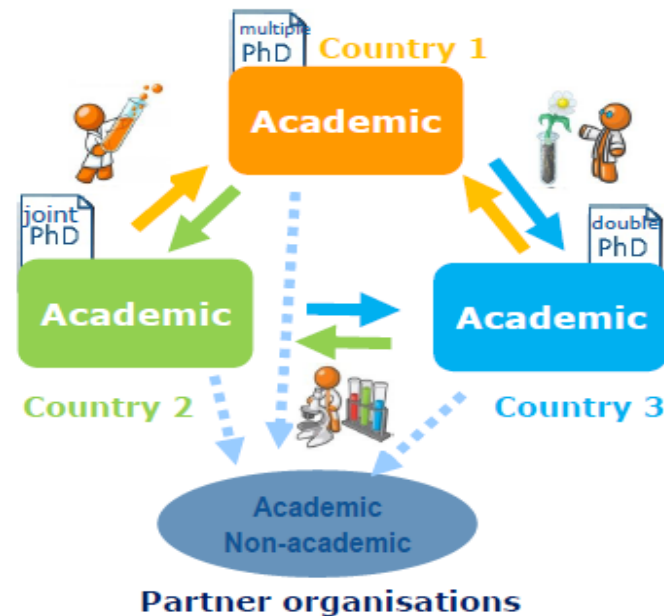 multiple
PhD
Country 1
Academic
joint
PhD
double
PhD
Academic
Academic
Country 2
Country 3
Academic
Non-academic
Partner organisations